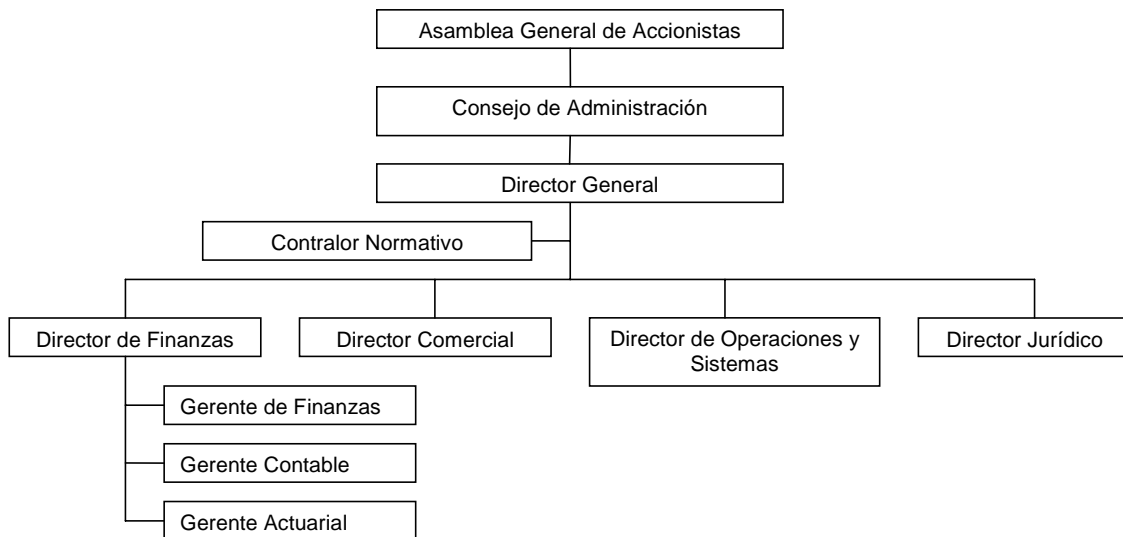 Asamblea General de Accionistas
Consejo de Administración
Director General
Contralor Normativo
Director de Finanzas
Director Comercial
Director de Operaciones y
Sistemas
Director Jurídico
Gerente de Finanzas
Gerente Contable
Gerente Actuarial